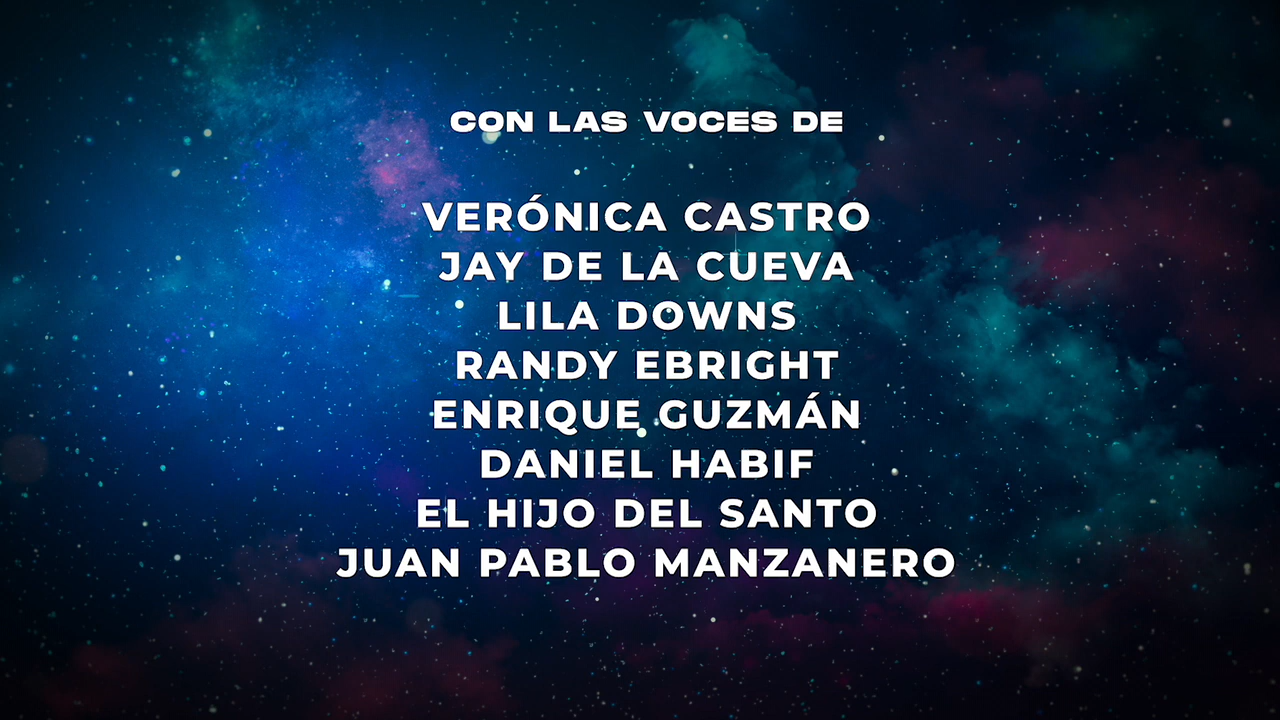 CON LAS VOCES DE
VERÓNICA CASTRO
JAY DE LA CUEVA
LILA DOWNS
RANDY EBRIGHT
ENRIQUE GUZMÁN
DANIEL HABIF
EL HIJO DEL SANTO
JUAN PABLO MANZANERO